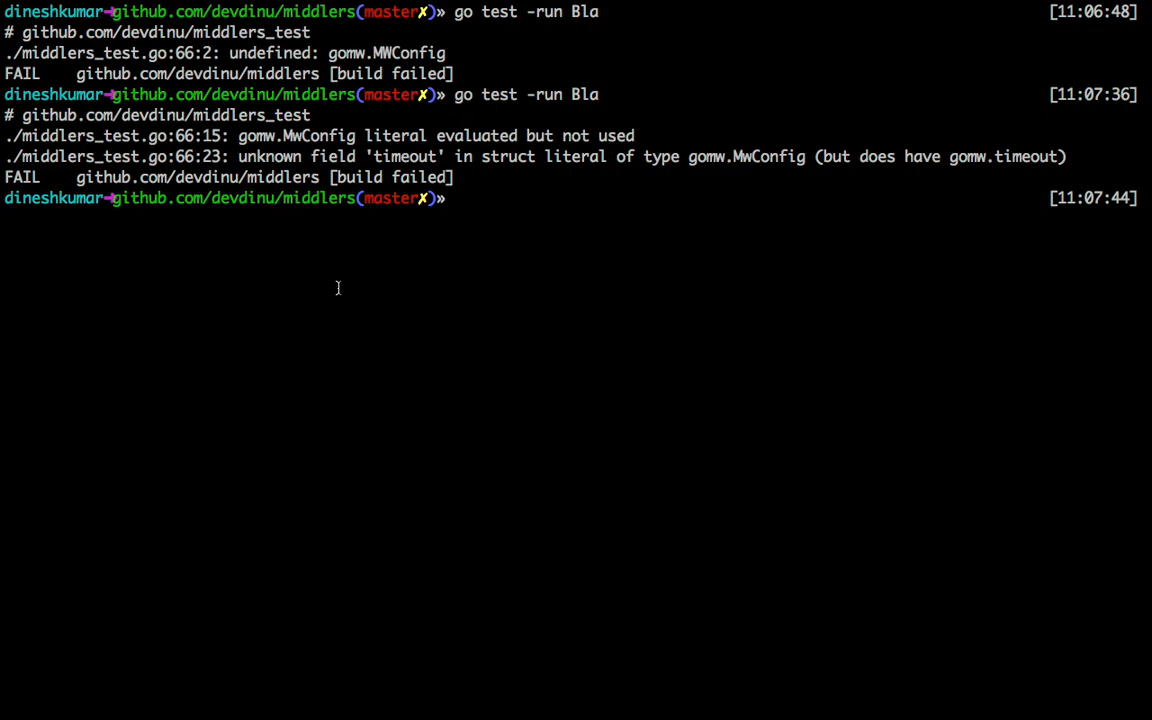 dineshkumar➜github.com/devdinu/middlers(master✗)» go test -run Bla [11:06:48]
# github.com/devdinu/middlers_test
./middlers_test.go:66:2: undefined: gomw.MWConfig
FAIL github.com/devdinu/middlers [build failed]
dineshkumar➜github.com/devdinu/middlers(master✗)» go test -run Bla [11:07:36]
# github.com/devdinu/middlers_test
./middlers_test.go:66:15: gomw.MwConfig literal evaluated but not used
./middlers_test.go:66:23: unknown field 'timeout' in struct literal of type gomw.MwConfig (but does have gomw.timeout)
FAIL github.com/devdinu/middlers [build failed]
dineshkumar➜github.com/devdinu/middlers(master✗)» [11:07:44]